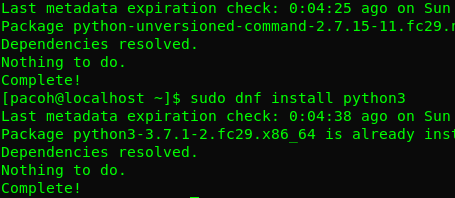 Last metadata expiration check: 0:04:25 ago on Sun
Package python-unversioned-command-2.7.15-11.fc29.
Dependencies resolved.
Nothing to do.
Complete!
[pacoh@localhost ~]$ sudo dnf install python3
Last metadata expiration check: 0:04:38 ago on Sun
Package python3-3.7.1-2.fc29.x86_64 is already inst
Dependencies resolved.
Nothing to do.
Complete!